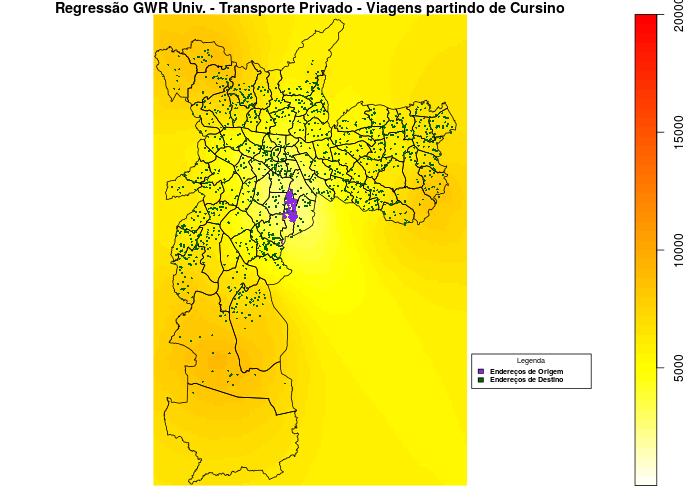 Regressão GWR Univ. - Transporte Privado - Viagens partindo de Cursino
20000
15000
10000
5000
Legenda
Endereços de Origem
Endereços de Destino